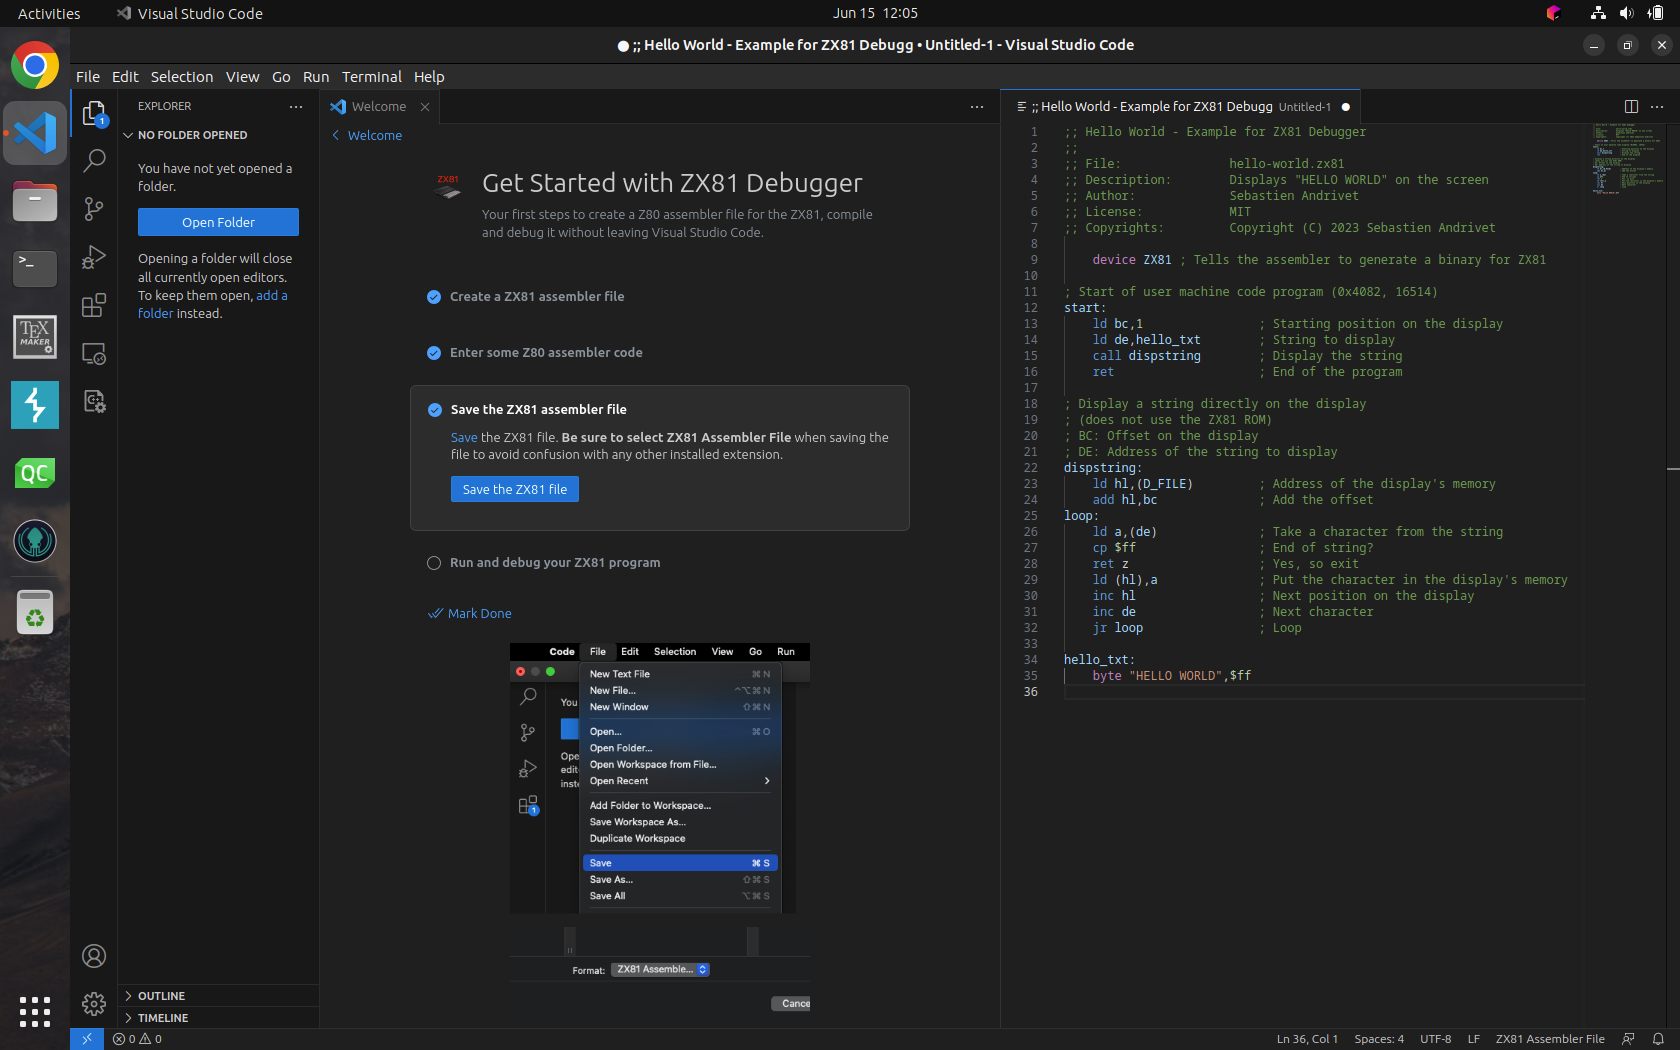 Activities
Visual Studio Code
Jun 15 12:05
● ;; Hello World - Example for ZX81 Debugg • Untitled-1 - Visual Studio Code
File Edit Selection View Go Run Terminal Help
EXPLORER
NO FOLDER OPENED
You have not yet opened a
folder.
Open Folder
Opening a folder will close
all currently open editors.
To keep them open, add a
folder instead.
OUTLINE
TIMELINE
1
>_
TEX
MAKER
QC
Welcome
Welcome
ZX81
Get Started with ZX81 Debugger
Your first steps to create a Z80 assembler file for the ZX81, compile
and debug it without leaving Visual Studio Code.
Create a ZX81 assembler file
Enter some Z80 assembler code
Save the ZX81 assembler file
Save the ZX81 file. Be sure to select ZX81 Assembler File when saving the
file to avoid confusion with any other installed extension.
Save the ZX81 file
Run and debug your ZX81 program
Mark Done
Code File Edit Selection View Go Run
New Text File ⌘ N
New File... ^⌥⌘ N
New Window ⇧⌘ N
Open... ⌘ O
Open Folder...
Open Workspace from File...
Open Recent
Add Folder to Workspace...
Save Workspace As...
Duplicate Workspace
Save ⌘ S
Save As... ⇧⌘ S
Save All ⌥⌘ S
You
Ope
edit
inste
1
Format: ZX81 Assemble...
Cance
;; Hello World - Example for ZX81 Debugg Untitled-1 ●
1 ;; Hello World - Example for ZX81 Debugger
2 ;;
3 ;; File: hello-world.zx81
4 ;; Description: Displays "HELLO WORLD" on the screen
5 ;; Author: Sebastien Andrivet
6 ;; License: MIT
7 ;; Copyrights: Copyright (C) 2023 Sebastien Andrivet
8
9 device ZX81 ; Tells the assembler to generate a binary for ZX81
10
11 ; Start of user machine code program (0x4082, 16514)
12 start:
13 ld bc,1 ; Starting position on the display
14 ld de,hello_txt ; String to display
15 call dispstring ; Display the string
16 ret ; End of the program
17
18 ; Display a string directly on the display
19 ; (does not use the ZX81 ROM)
20 ; BC: Offset on the display
21 ; DE: Address of the string to display
22 dispstring:
23 ld hl,(D_FILE) ; Address of the display's memory
24 add hl,bc ; Add the offset
25 loop:
26 ld a,(de) ; Take a character from the string
27 cp $ff ; End of string?
28 ret z ; Yes, so exit
29 ld (hl),a ; Put the character in the display's memory
30 inc hl ; Next position on the display
31 inc de ; Next character
32 jr loop ; Loop
33
34 hello_txt:
35 byte "HELLO WORLD",$ff
36
0 0
Ln 36, Col 1 Spaces: 4 UTF-8 LF ZX81 Assembler File